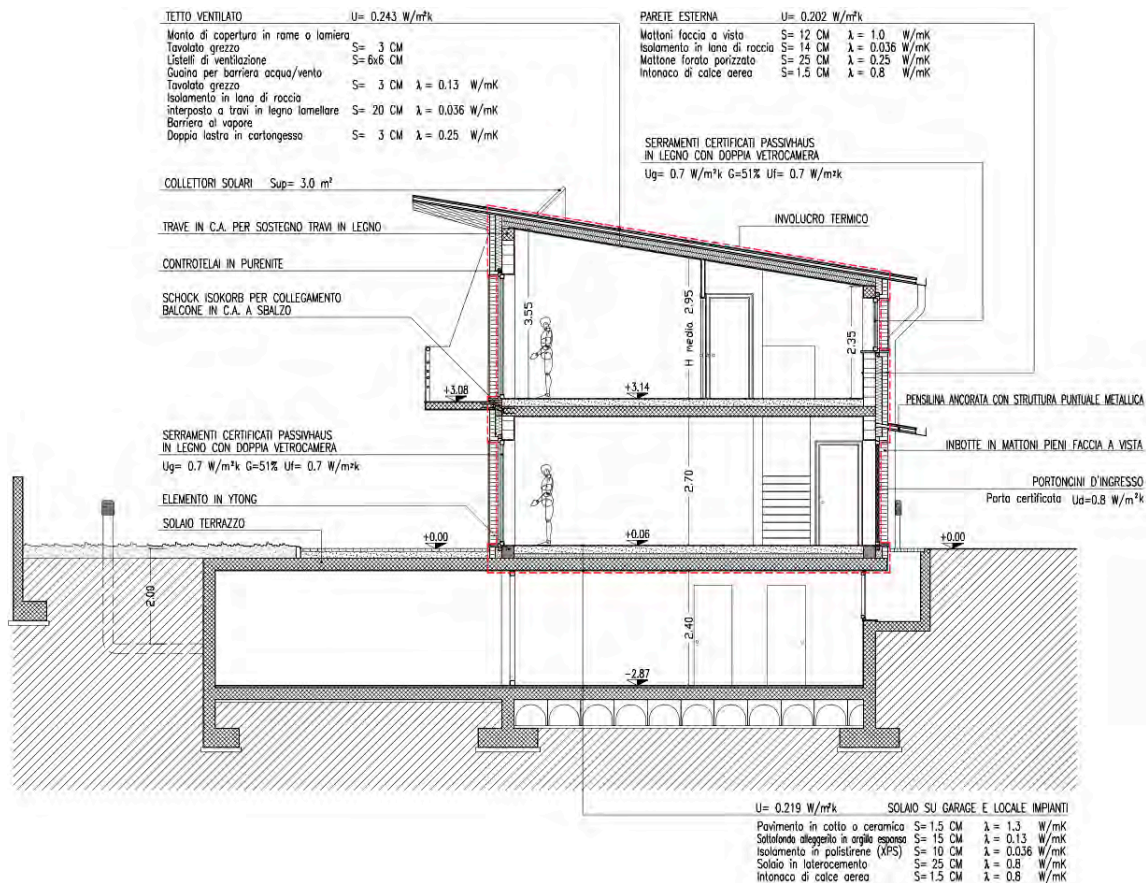 TETTO VENTILATO U= 0.243 W/m²k
Manto di copertura in rame o lamiera
Tavolato grezzo S= 3 CM
Listelli di ventilazione S=6x6 CM
Guaina per barriera acqua/vento
Tavolato grezzo S= 3 CM λ = 0.13 W/mK
Isolamento in lana di roccia
interposto a travi in legno lamellare S= 20 CM λ = 0.036 W/mK
Barriera al vapore
Doppia lastra in cartongesso S= 3 CM λ = 0.25 W/mK
PARETE ESTERNA U= 0.202 W/m²k
Mattoni faccia a vista S= 12 CM λ = 1.0 W/mK
Isolamento in lana di roccia S= 14 CM λ = 0.036 W/mK
Mattone forato porizzato S= 25 CM λ = 0.25 W/mK
Intonaco di calce aerea S=1.5 CM λ = 0.8 W/mK
SERRAMENTI CERTIFICATI PASSIVHAUS
IN LEGNO CON DOPPIA VETROCAMERA
Ug= 0.7 W/m²k G=51% Uf= 0.7 W/m²k
COLLETTORI SOLARI Sup= 3.0 m²
INVOLUCRO TERMICO
TRAVE IN C.A. PER SOSTEGNO TRAVI IN LEGNO
CONTROTELAI IN PURENITE
SCHOCK ISOKORB PER COLLEGAMENTO
BALCONE IN C.A. A SBALZO
3.55
H media 2.95
2.35
+3.08
+3.14
PENSILINA ANCORATA CON STRUTTURA PUNTUALE METALLICA
SERRAMENTI CERTIFICATI PASSIVHAUS
IN LEGNO CON DOPPIA VETROCAMERA
Ug= 0.7 W/m²k G=51% Uf= 0.7 W/m²k
INBOTTE IN MATTONI PIENI FACCIA A VISTA
2.70
PORTONCINI D'INGRESSO
Porta certificata Ud=0.8 W/m²k
ELEMENTO IN YTONG
SOLAIO TERRAZZO
+0.00
+0.06
+0.00
2.00
2.40
-2.87
U= 0.219 W/m²k SOLAIO SU GARAGE E LOCALE IMPIANTI
Pavimento in cotto o ceramica S= 1.5 CM λ = 1.3 W/mK
Sottofondo alleggerito in argilla espansa S= 15 CM λ = 0.13 W/mK
Isolamento in polistirene (XPS) S= 10 CM λ = 0.036 W/mK
Solaio in laterocemento S= 25 CM λ = 0.8 W/mK
Intonaco di calce aerea S=1.5 CM λ = 0.8 W/mK